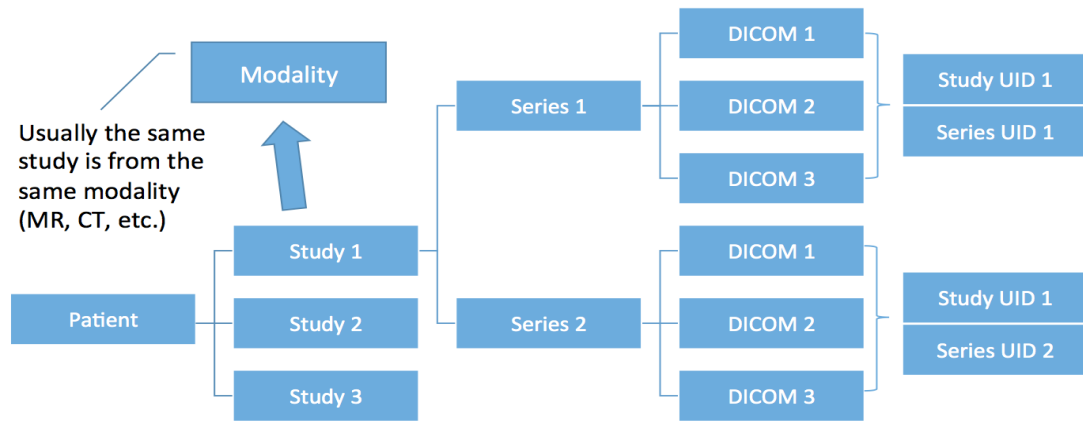 Modality
Usually the same
study is from the
same modality
(MR, CT, etc.)
Patient
Study 1
Study 2
Study 3
Series 1
Series 2
DICOM 1
DICOM 2
DICOM 3
Study UID 1
Series UID 1
DICOM 1
DICOM 2
DICOM 3
Study UID 1
Series UID 2